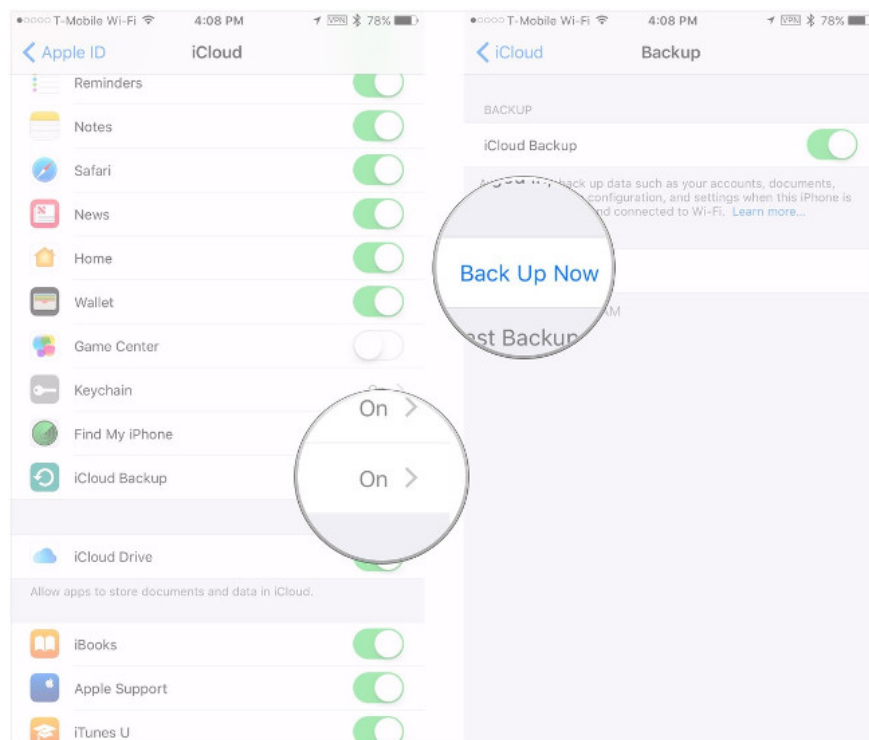 T-Mobile Wi-Fi 4:08 PM VPN 78%
Apple ID iCloud
Reminders
Notes
Safari
News
Home
Wallet
Game Center
Keychain
On
Find My iPhone
iCloud Backup
On
iCloud Drive
Allow apps to store documents and data in iCloud.
iBooks
Apple Support
iTunes U
T-Mobile Wi-Fi 4:08 PM VPN 78%
iCloud Backup
BACKUP
iCloud Backup
back up data such as your accounts, documents,
configuration, and settings when this iPhone is
connected to Wi-Fi. Learn more...
Back Up Now
Backup AM